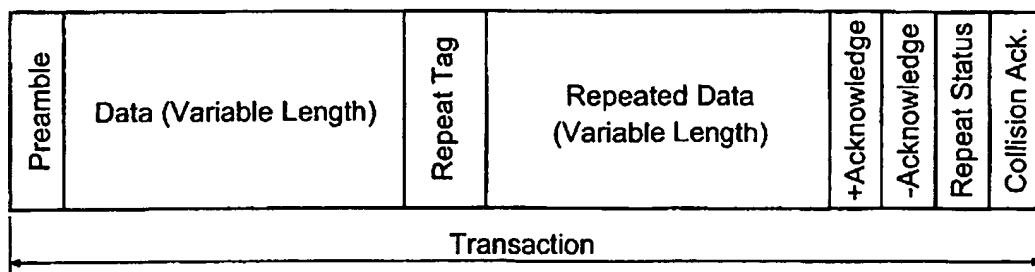 Preamble
Data (Variable Length)
Repeat Tag
Repeated Data
(Variable Length)
+Acknowledge
-Acknowledge
Repeat Status
Collision Ack.
Transaction